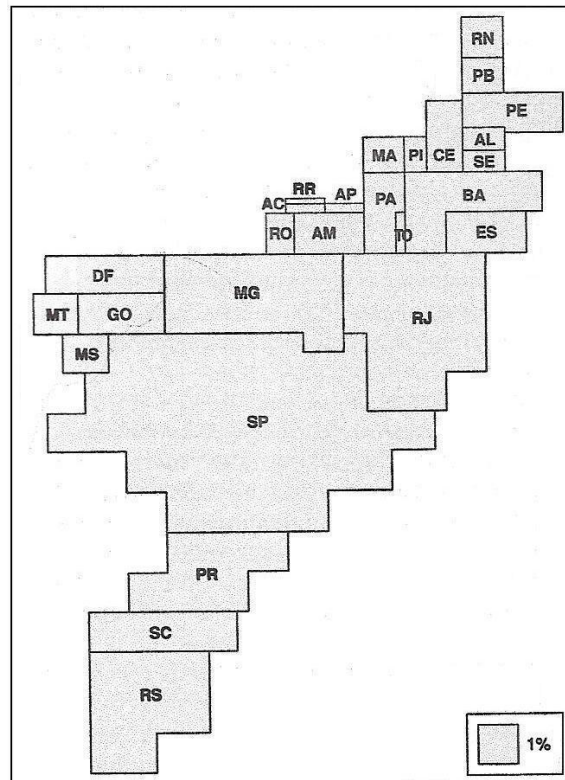 RN
PB
PE
AL
MA PI CE
SE
RR
AP
AC PA BA
RO AM TO ES
DF
MG
MT GO RJ
MS
SP
PR
SC
RS
1%